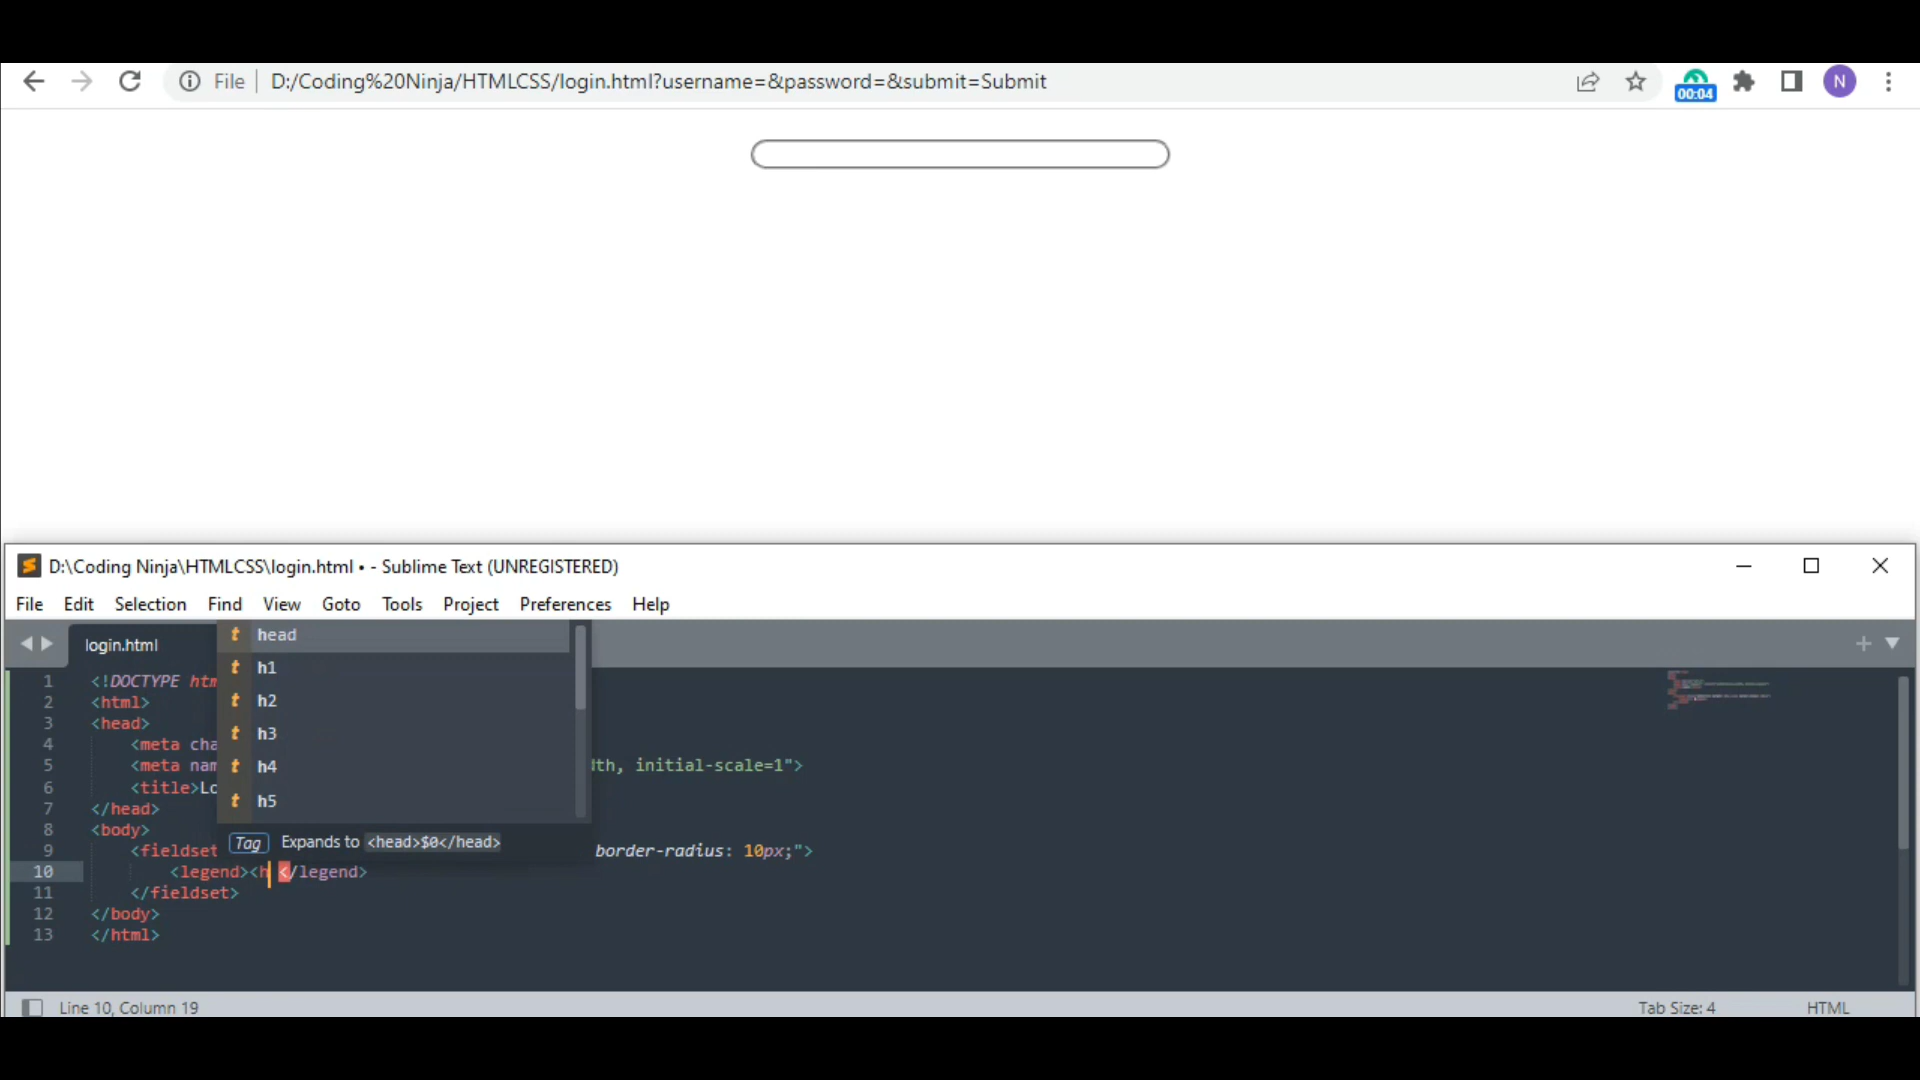 File D:/Coding%20Ninja/HTMLCSS/login.html?username=&password=&submit=Submit
00:04
N
D:\Coding Ninja\HTMLCSS\login.html • - Sublime Text (UNREGISTERED)
File Edit Selection Find View Goto Tools Project Preferences Help
login.html
t head
t h1
t h2
t h3
t h4
t h5
Tag Expands to <head>$0</head>
1 <!DOCTYPE htm
2 <html>
3 <head>
4 <meta cha
5 <meta nam dth, initial-scale=1">
6 <title>Lo
7 </head>
8 <body>
9 <fieldset border-radius: 10px;">
10 <legend><h </legend>
11 </fieldset>
12 </body>
13 </html>
Line 10, Column 19 Tab Size: 4 HTML